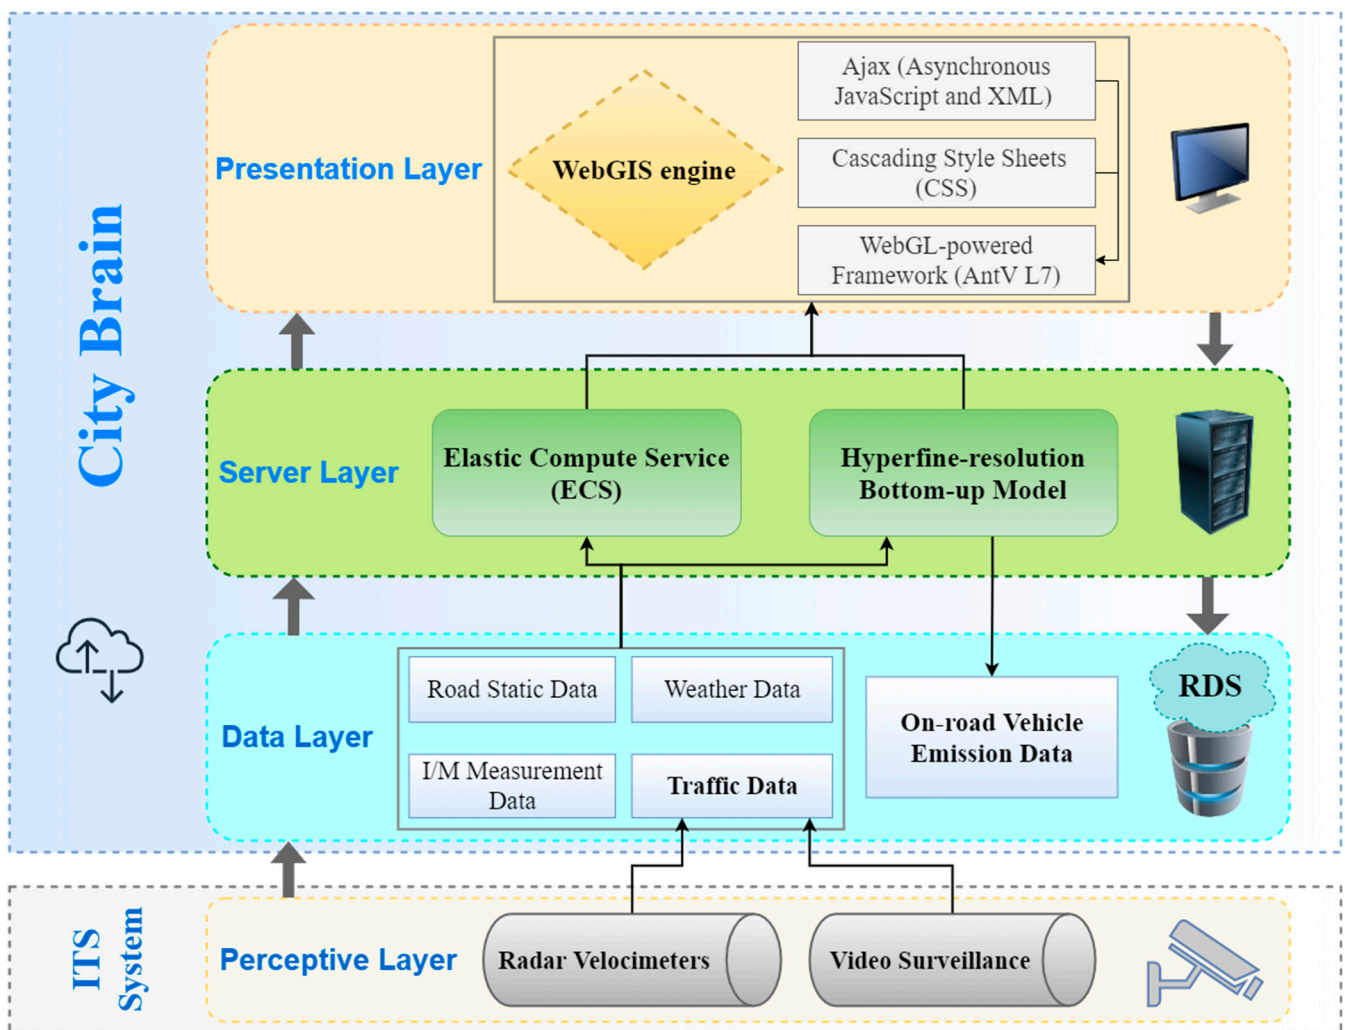 City Brain
Presentation Layer
WebGIS engine
Ajax (Asynchronous
JavaScript and XML)
Cascading Style Sheets
(CSS)
WebGL-powered
Framework (AntV L7)
Server Layer
Elastic Compute Service
(ECS)
Hyperfine-resolution
Bottom-up Model
Data Layer
Road Static Data
Weather Data
I/M Measurement
Data
Traffic Data
On-road Vehicle
Emission Data
RDS
ITS
System
Perceptive Layer
Radar Velocimeters
Video Surveillance